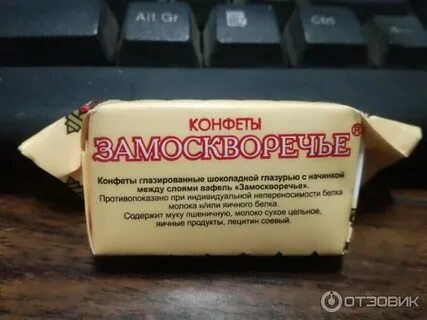 Alt Gr
Ctrl
КОНФЕТЫ
ЗАМОСКВОРЕЧЬЕ®
Конфеты глазированные шоколадной глазурью с начинкой
между слоями вафель «Замоскворечье».
Противопоказано при индивидуальной непереносимости белка
молока и/или яичного белка.
Содержит муку пшеничную, молоко сухое цельное,
яичные продукты, лецитин соевый.
ОТЗОВИК